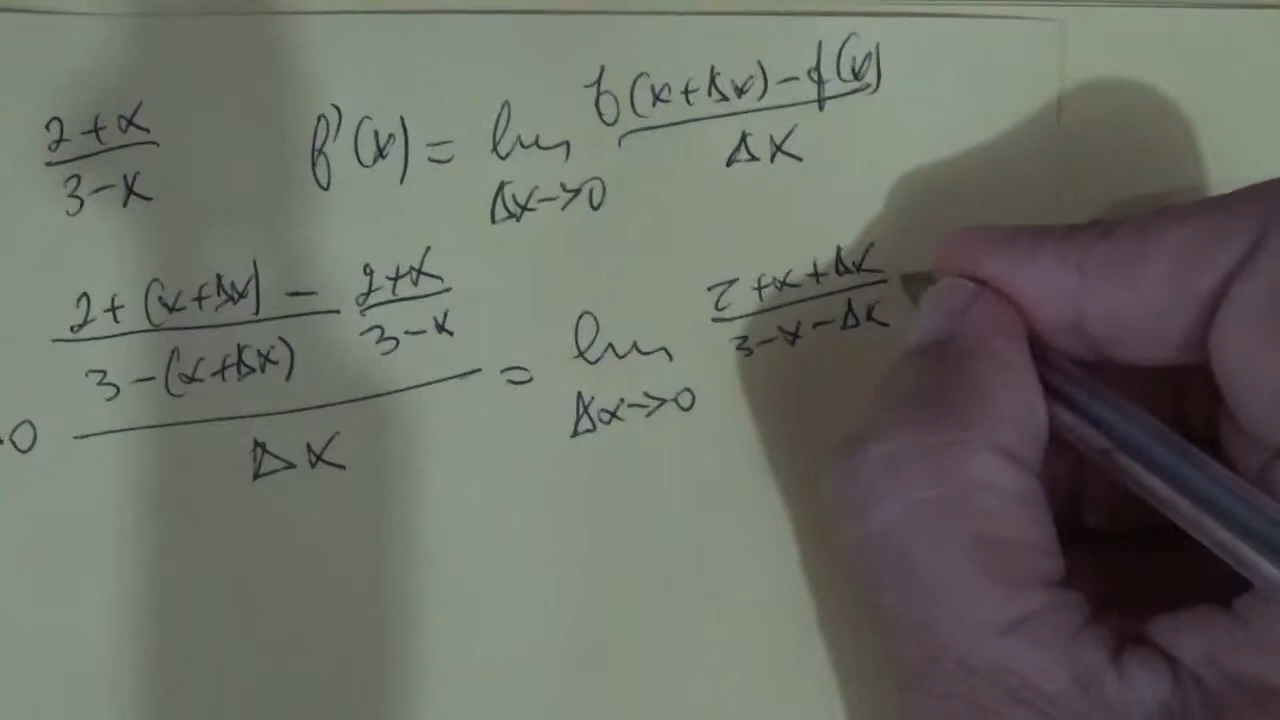 2+x / 3-x   f'(x) = lim Δx->0 f(x+Δx) - f(x) / Δx
0 2+(x+Δx) / 3-(x+Δx) - 2+x / 3-x / Δx = lim Δx->0 2+x+Δx / 3-x-Δx